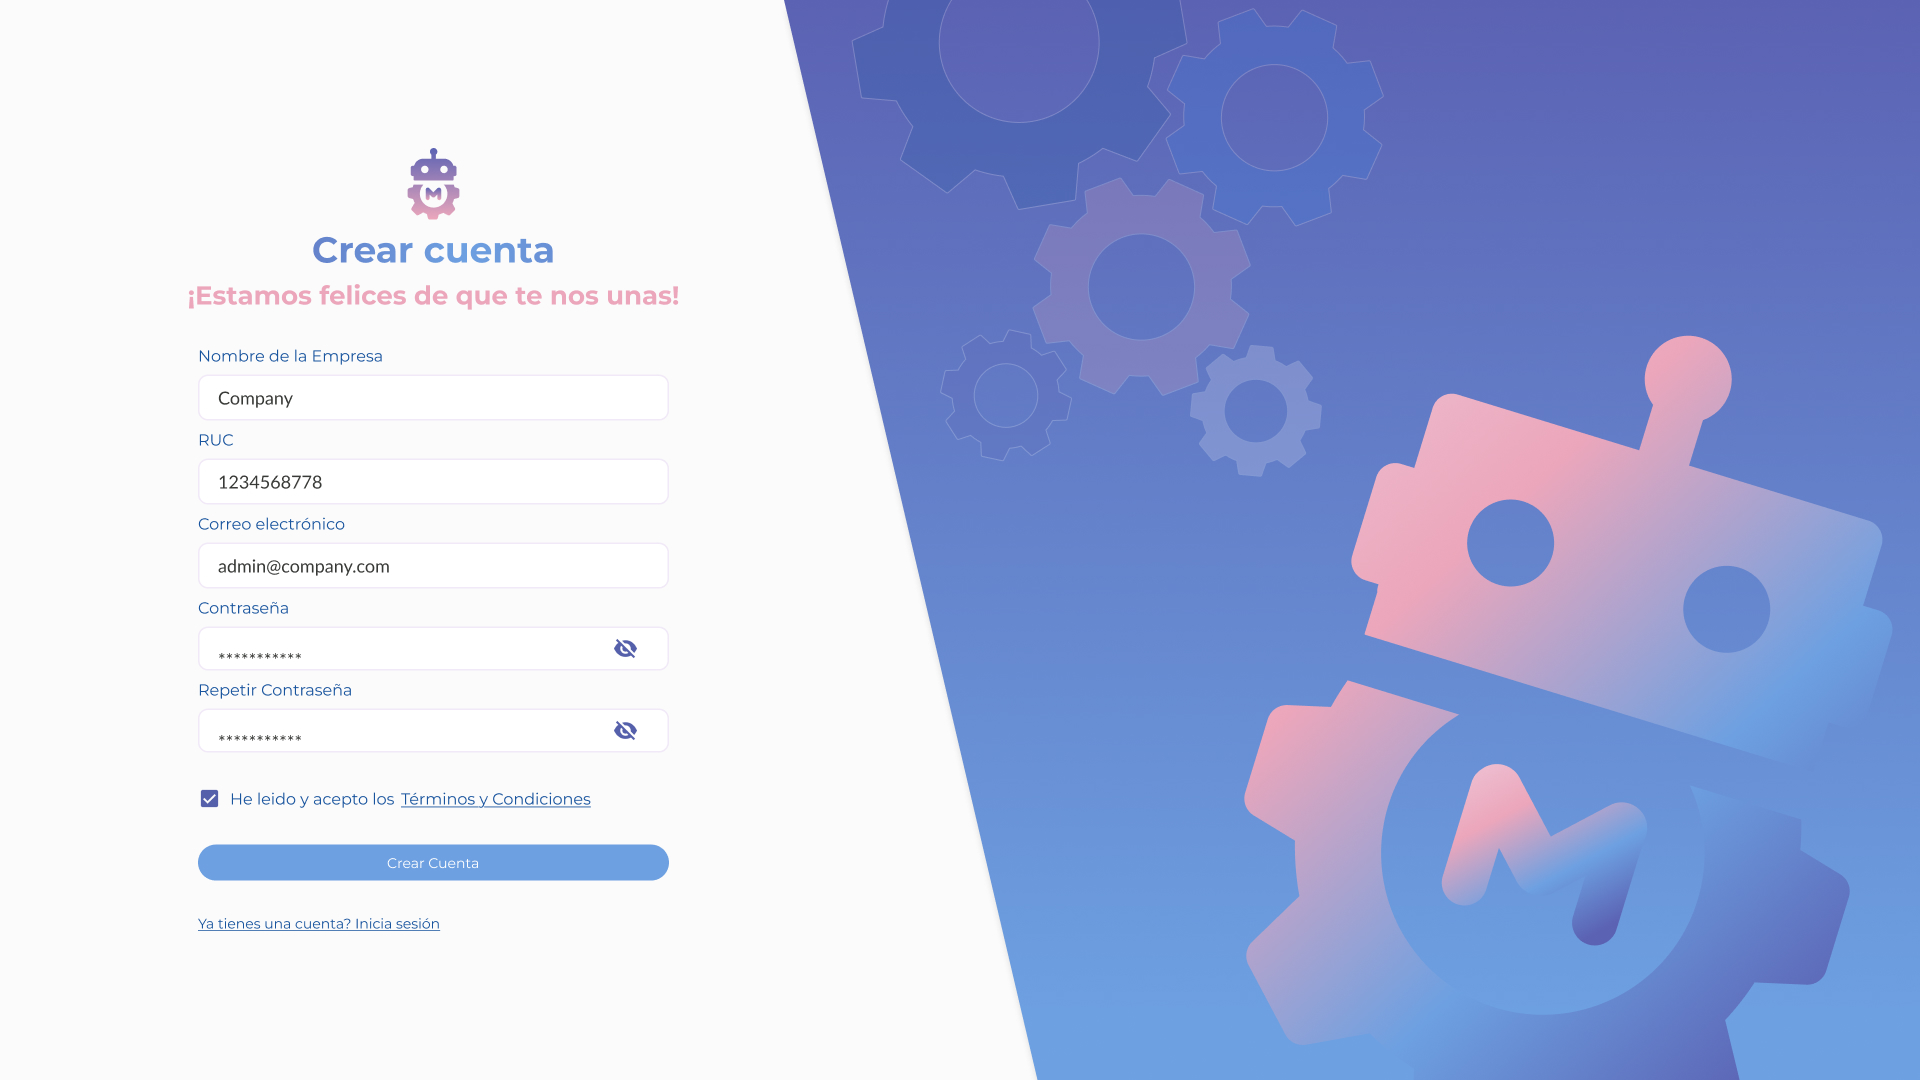 M
Crear cuenta
¡Estamos felices de que te nos unas!
Nombre de la Empresa
Company
RUC
1234568778
Correo electrónico
admin@company.com
Contraseña
***********
Repetir Contraseña
***********
He leido y acepto los Términos y Condiciones
Crear Cuenta
Ya tienes una cuenta? Inicia sesión
M